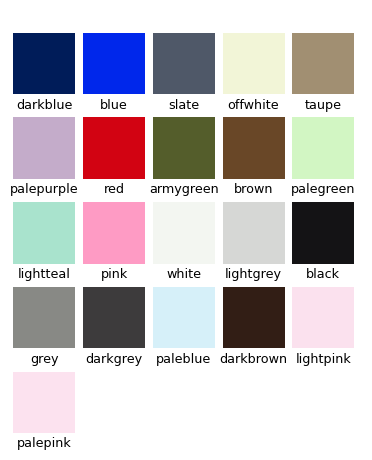 darkblue blue slate offwhite taupe
palepurple red armygreen brown palegreen
lightteal pink white lightgrey black
grey darkgrey paleblue darkbrown lightpink
palepink